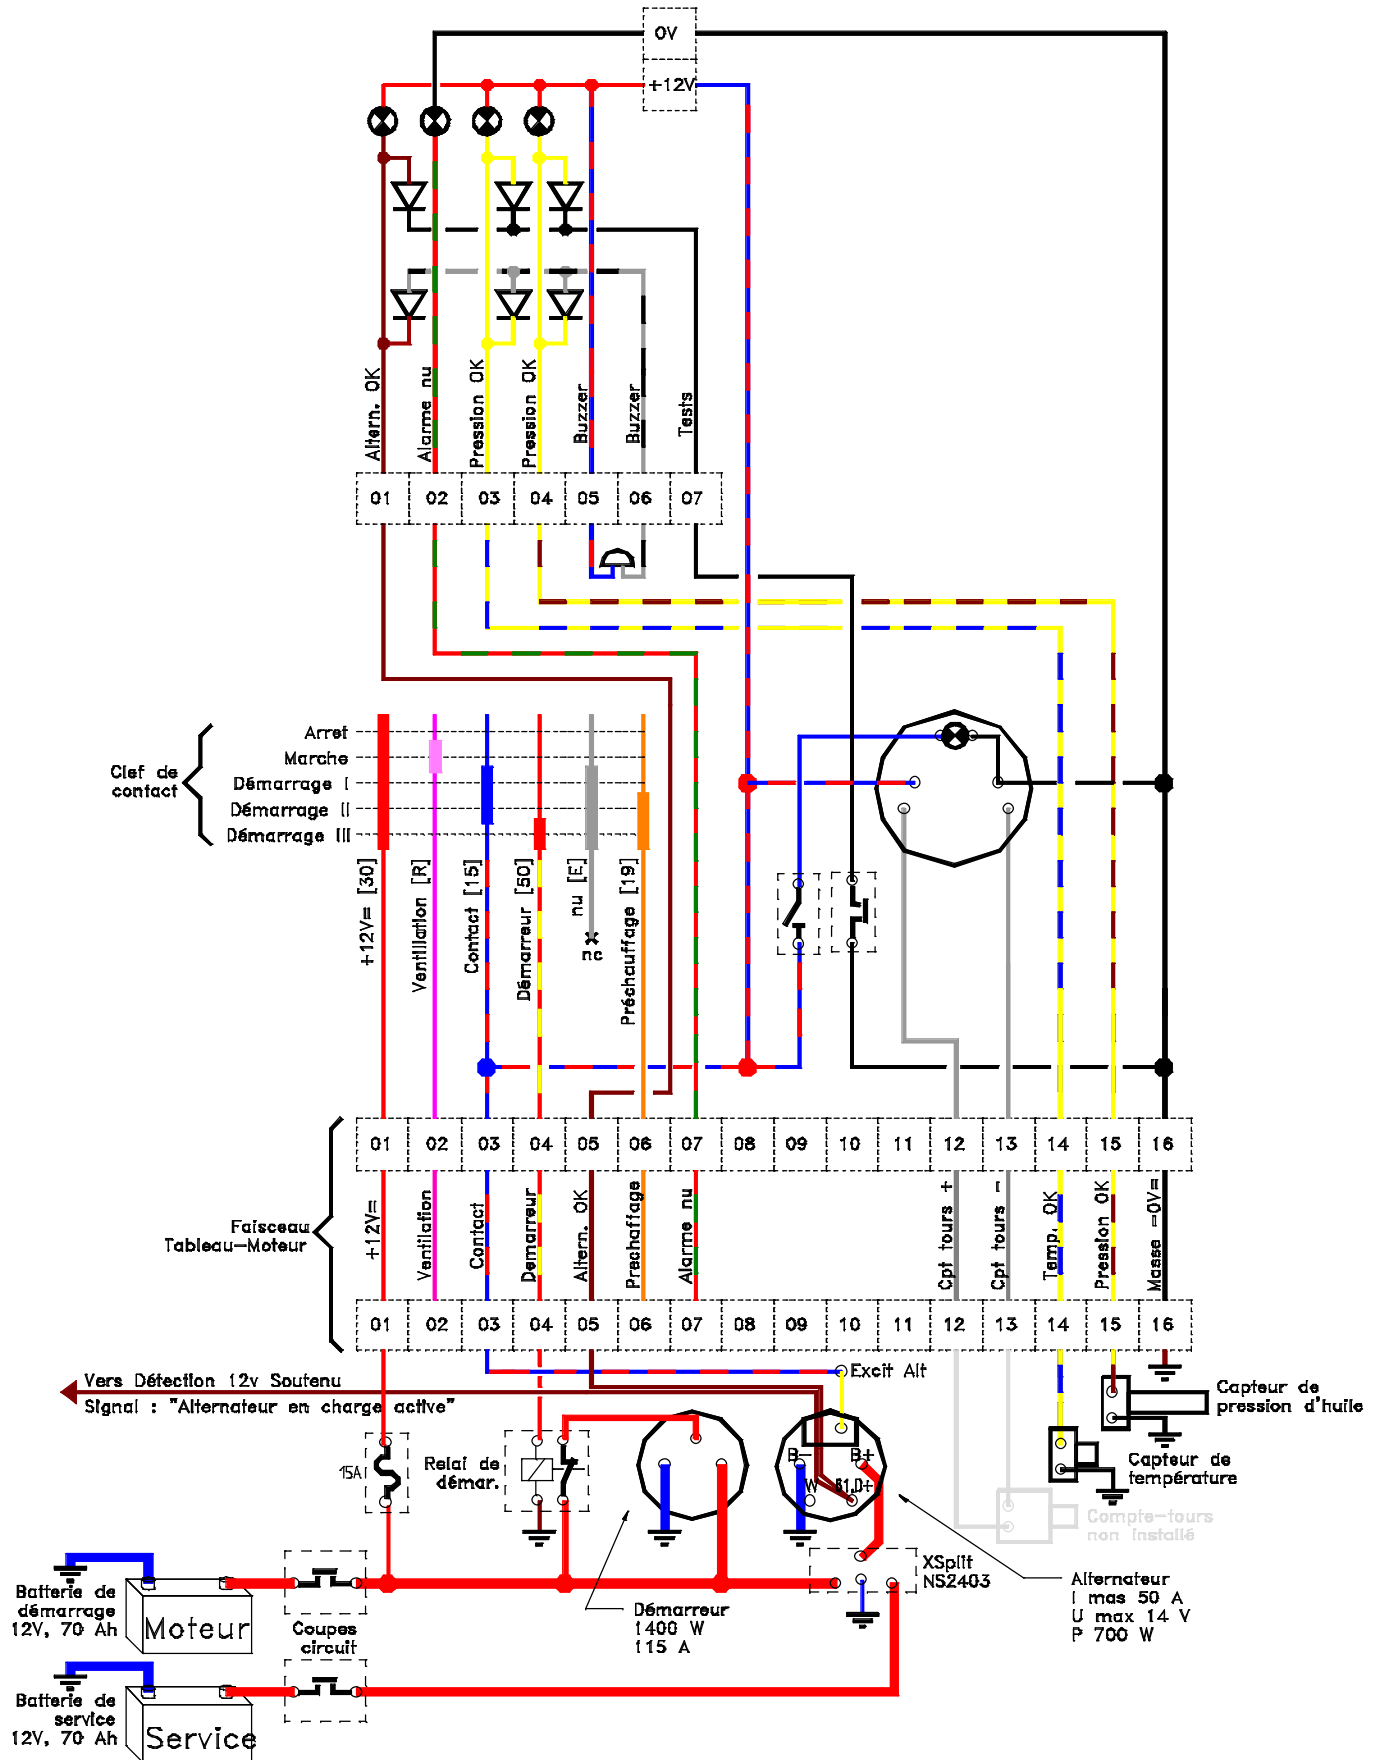 0V
+12V
Altern. OK
Alarme nu
Pression OK
Pression OK
Buzzer
Buzzer
Tests
01 02 03 04 05 06 07
Clef de
contact
Arret
Marche
Démarrage I
Démarrage II
Démarrage III
+12V= [30]
Ventillation [R]
Contact [15]
Démarreur [50]
nu [E]
nc
Préchauffage [19]
01 02 03 04 05 06 07 08 09 10 11 12 13 14 15 16
Faisceau
Tableau-Moteur
+12V=
Ventilation
Contact
Demarreur
Altern. OK
Prechaffage
Alarme nu
Cpt tours +
Cpt tours -
Temp. OK
Pression OK
Masse =0V=
01 02 03 04 05 06 07 08 09 10 11 12 13 14 15 16
Excit Alt
Vers Détection 12v Soutenu
Signal : "Alternateur en charge active"
Capteur de
pression d'huile
Capteur de
température
Compte-tours
non installé
15A
Relai de
démar.
B- B+
W 61,D+
XSplit
NS2403
Alternateur
I mas 50 A
U max 14 V
P 700 W
Démarreur
1400 W
115 A
Batterie de
démarrage
12V, 70 Ah
Moteur
Coupes
circuit
Batterie de
service
12V, 70 Ah
Service